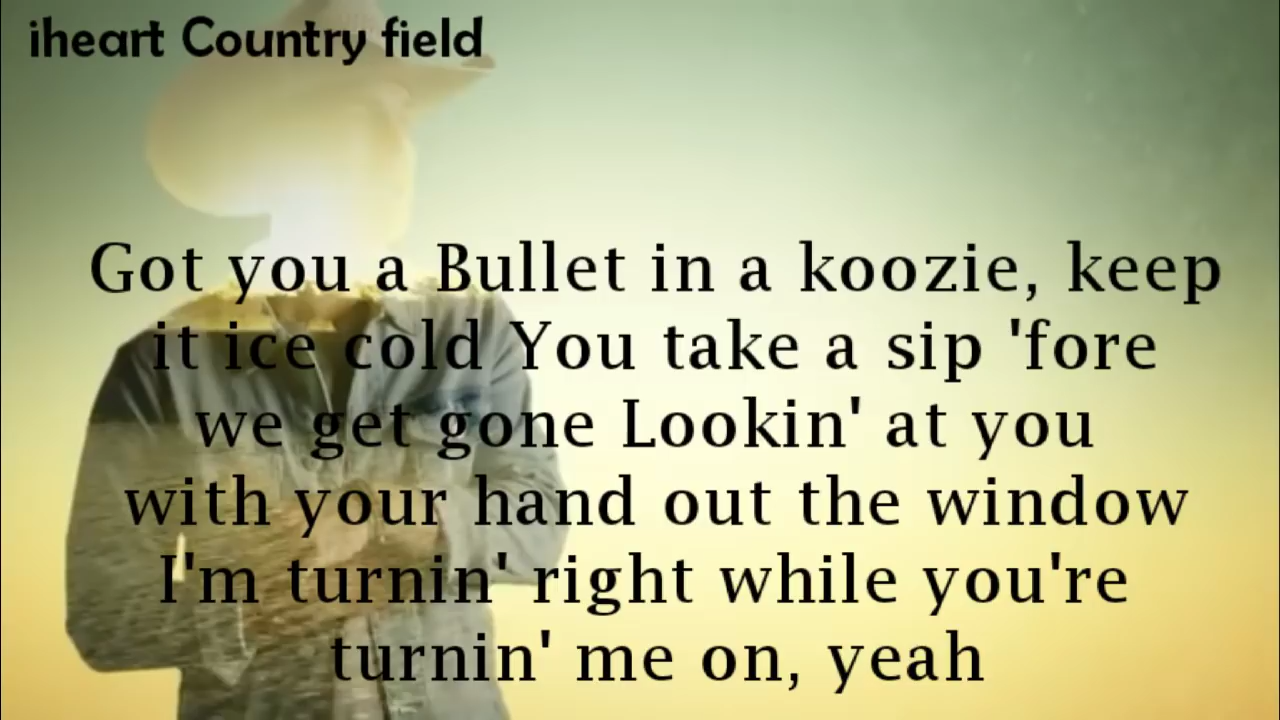 iheart Country field
Got you a Bullet in a koozie, keep
it ice cold You take a sip 'fore
we get gone Lookin' at you
with your hand out the window
I'm turnin' right while you're
turnin' me on, yeah